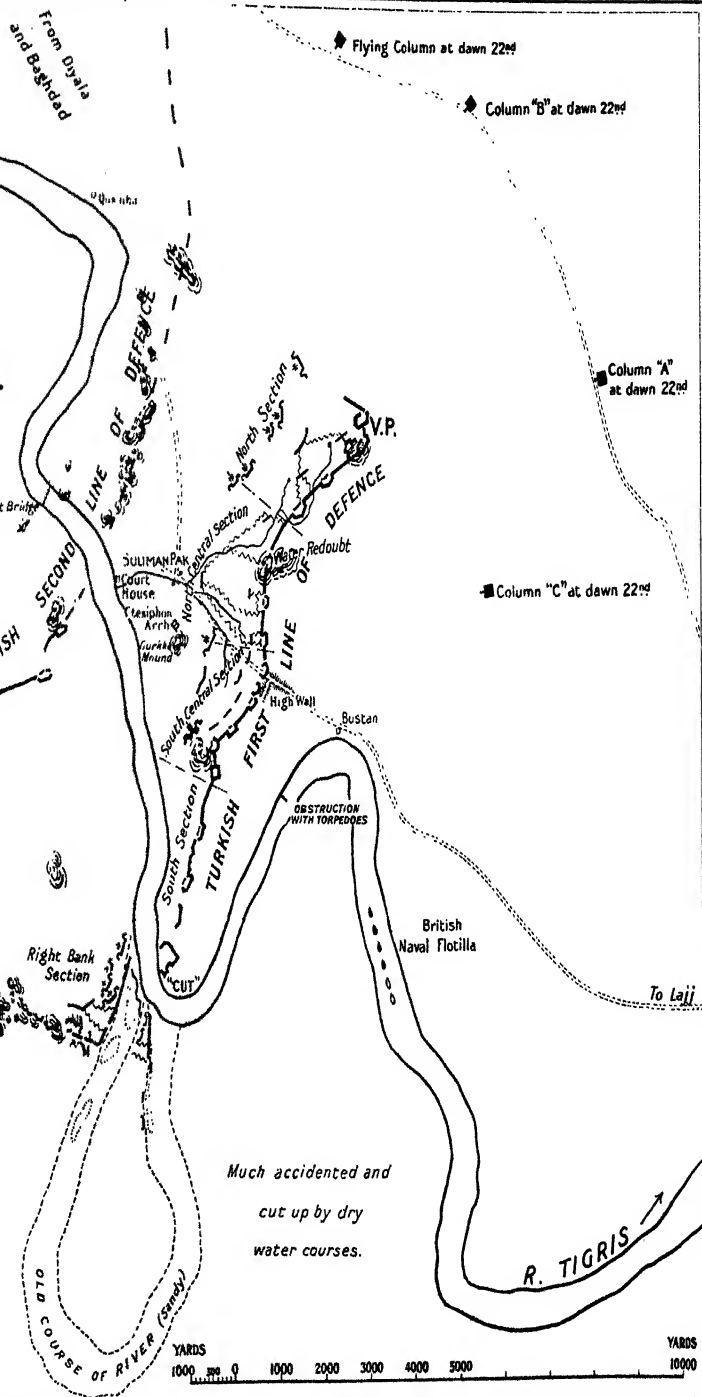 From Diyala
and Baghdad
Flying Column at dawn 22nd
Column "B" at dawn 22nd
Column "A"
at dawn 22nd
Column "C" at dawn 22nd
SECOND LINE OF DEFENCE
North Section
V.P.
North Central Section
Water Redoubt
Bridge
SULIMAN PAK
Court
House
Ctesiphon
Arch
Gurkha
Mound
South Central Section
High Wall
Bustan
TURKISH FIRST LINE OF DEFENCE
South Section
OBSTRUCTION
WITH TORPEDOES
British
Naval Flotilla
Right Bank
Section
"CUT"
To Lajj
Much accidented and
cut up by dry
water courses.
R. TIGRIS
OLD COURSE OF RIVER (Sandy)
YARDS
1000 500 0 1000 2000 3000 4000 5000
YARDS
10000